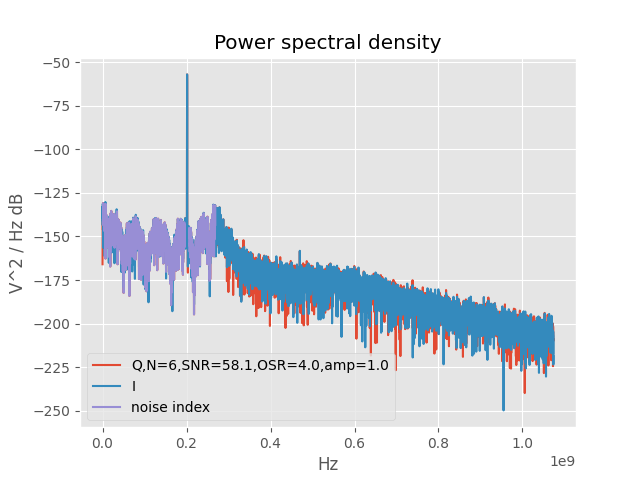 Power spectral density
−50
−75
−100
−125
−150
−175
−200
−225
−250
V^2 / Hz dB
Q,N=6,SNR=58.1,OSR=4.0,amp=1.0
I
noise index
0.0 0.2 0.4 0.6 0.8 1.0
Hz
1e9